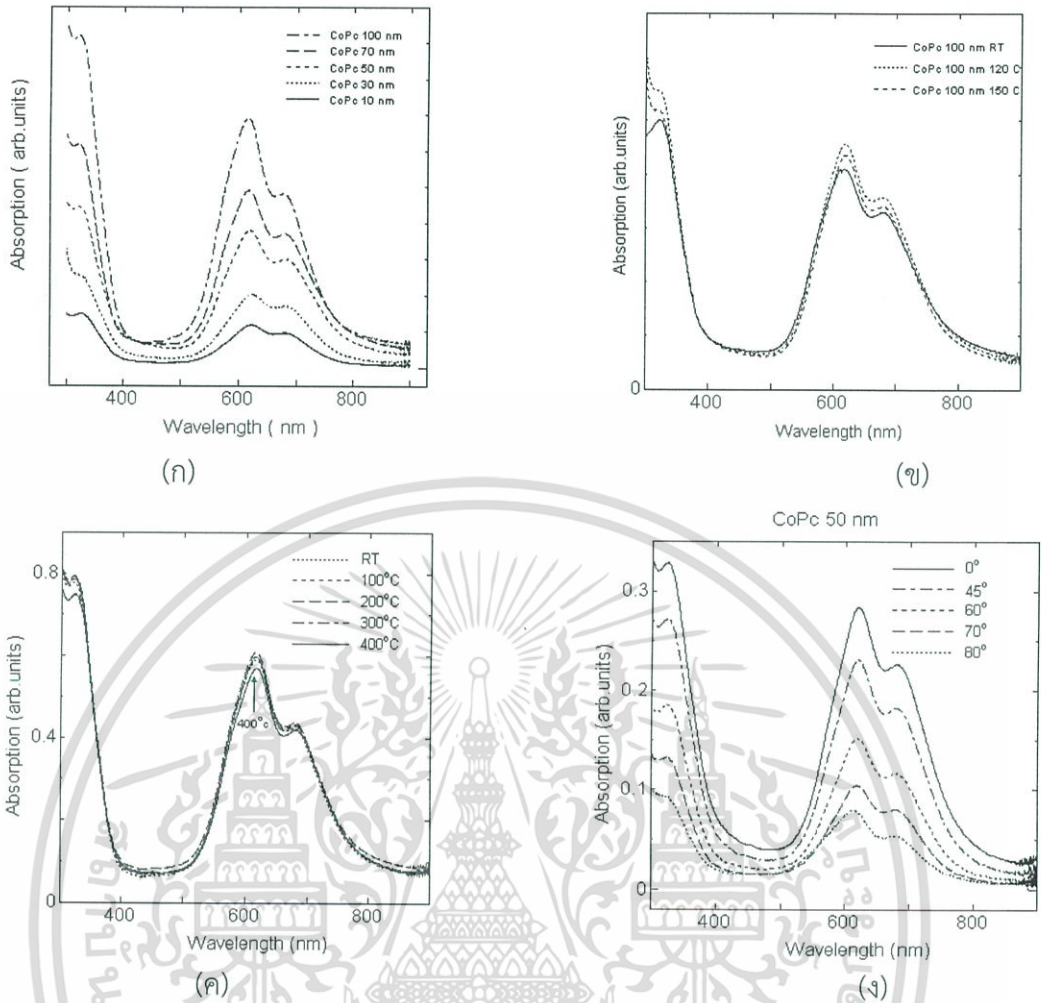 CoPc 100 nm
CoPc 70 nm
CoPc 50 nm
CoPc 30 nm
CoPc 10 nm
Absorption ( arb.units)
400
600
800
Wavelength ( nm )
(ก)
CoPc 100 nm RT
CoPc 100 nm 120 C
CoPc 100 nm 150 C
Absorption (arb.units)
0
400
600
800
Wavelength (nm)
(ข)
RT
100°C
200°C
300°C
400°C
0.8
0.4
0
400°C
Absorption (arb.units)
400
600
800
Wavelength (nm)
(ค)
CoPc 50 nm
0°
45°
60°
70°
80°
0.3
0.2
0.1
0
Absorption (arb.units)
400
600
800
Wavelength (nm)
(ง)